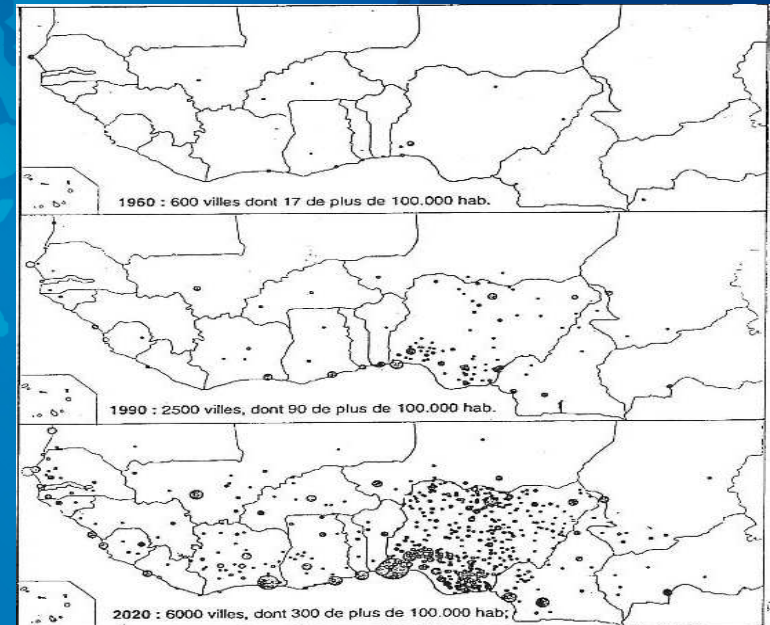 1960 : 600 villes dont 17 de plus de 100.000 hab.
1990 : 2500 villes, dont 90 de plus de 100.000 hab.
2020 : 6000 villes, dont 300 de plus de 100.000 hab;